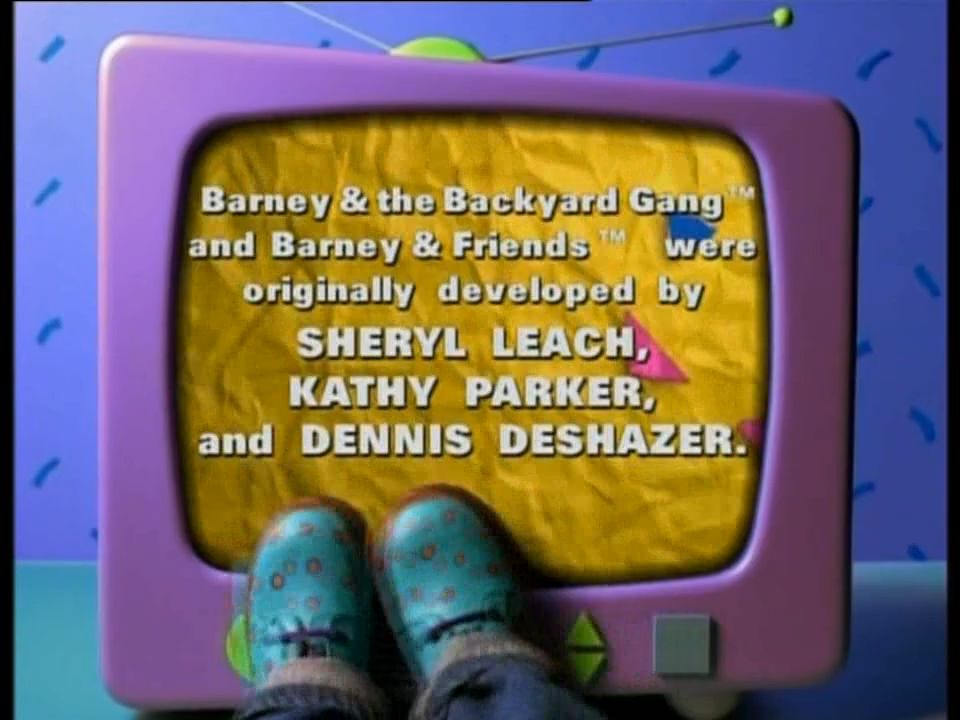 Barney & the Backyard Gang™
and Barney & Friends™ were
originally developed by
SHERYL LEACH,
KATHY PARKER,
and DENNIS DESHAZER.